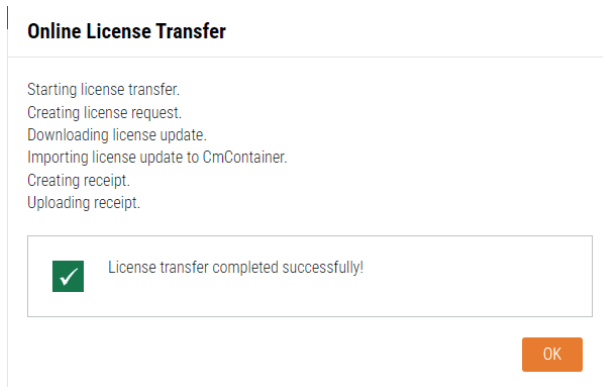 Online License Transfer
Starting license transfer.
Creating license request.
Downloading license update.
Importing license update to CmContainer.
Creating receipt.
Uploading receipt.
License transfer completed successfully!
OK